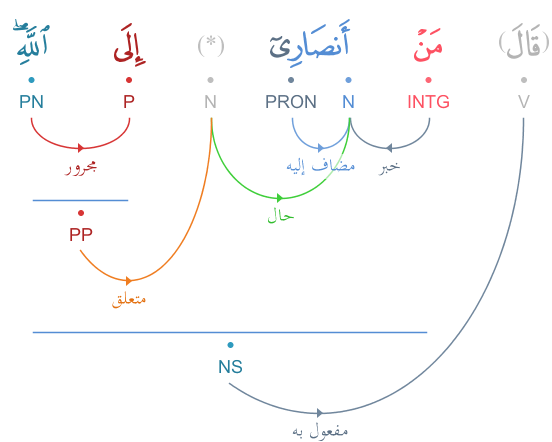 (قَالَ) مَنْ أَنصَارِىٓ (*) إِلَى ٱللَّهِ ۖ
V INTG N PRON N P PN
خبر مضاف إليه مجرور
حال
PP
متعلق
NS
مفعول به